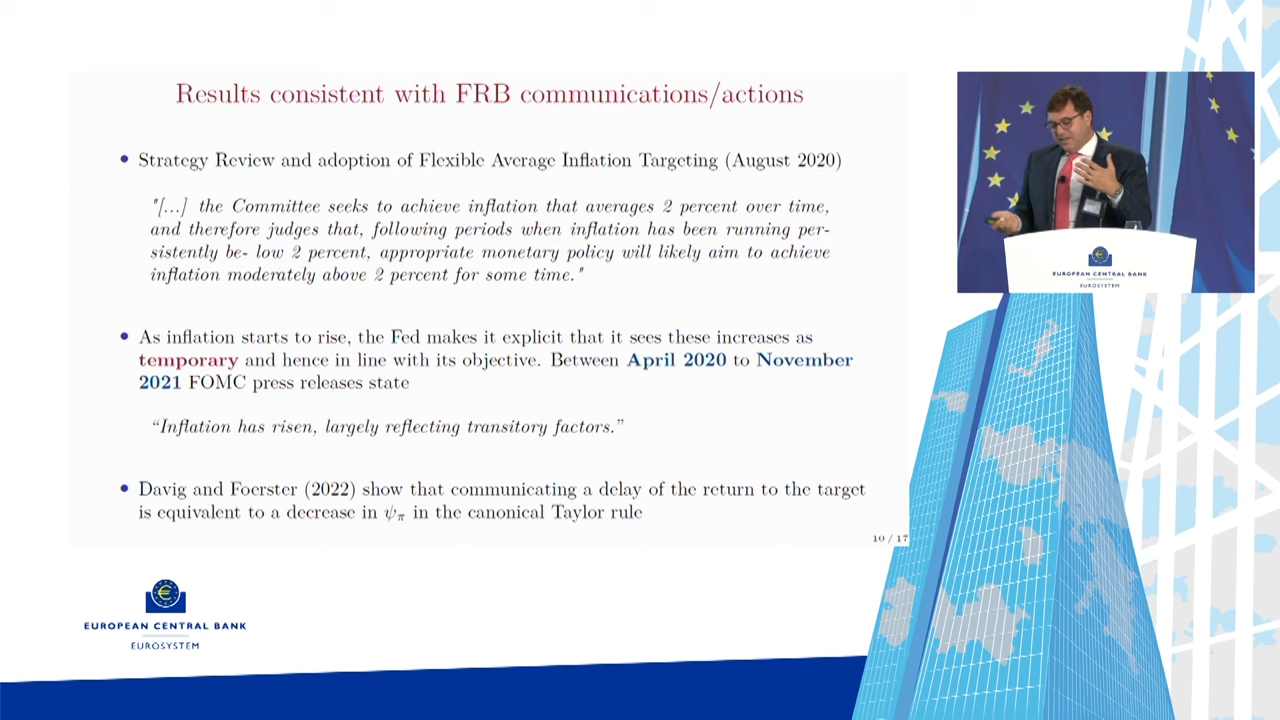 Results consistent with FRB communications/actions
• Strategy Review and adoption of Flexible Average Inflation Targeting (August 2020)
"[...] the Committee seeks to achieve inflation that averages 2 percent over time,
and therefore judges that, following periods when inflation has been running per-
sistently be- low 2 percent, appropriate monetary policy will likely aim to achieve
inflation moderately above 2 percent for some time."
• As inflation starts to rise, the Fed makes it explicit that it sees these increases as
temporary and hence in line with its objective. Between April 2020 to November
2021 FOMC press releases state
“Inflation has risen, largely reflecting transitory factors.”
• Davig and Foerster (2022) show that communicating a delay of the return to the target
is equivalent to a decrease in ψπ in the canonical Taylor rule
10 / 17
EUROPEAN CENTRAL BANK
EUROSYSTEM
EUROPEAN CENTRAL BANK
EUROSYSTEM